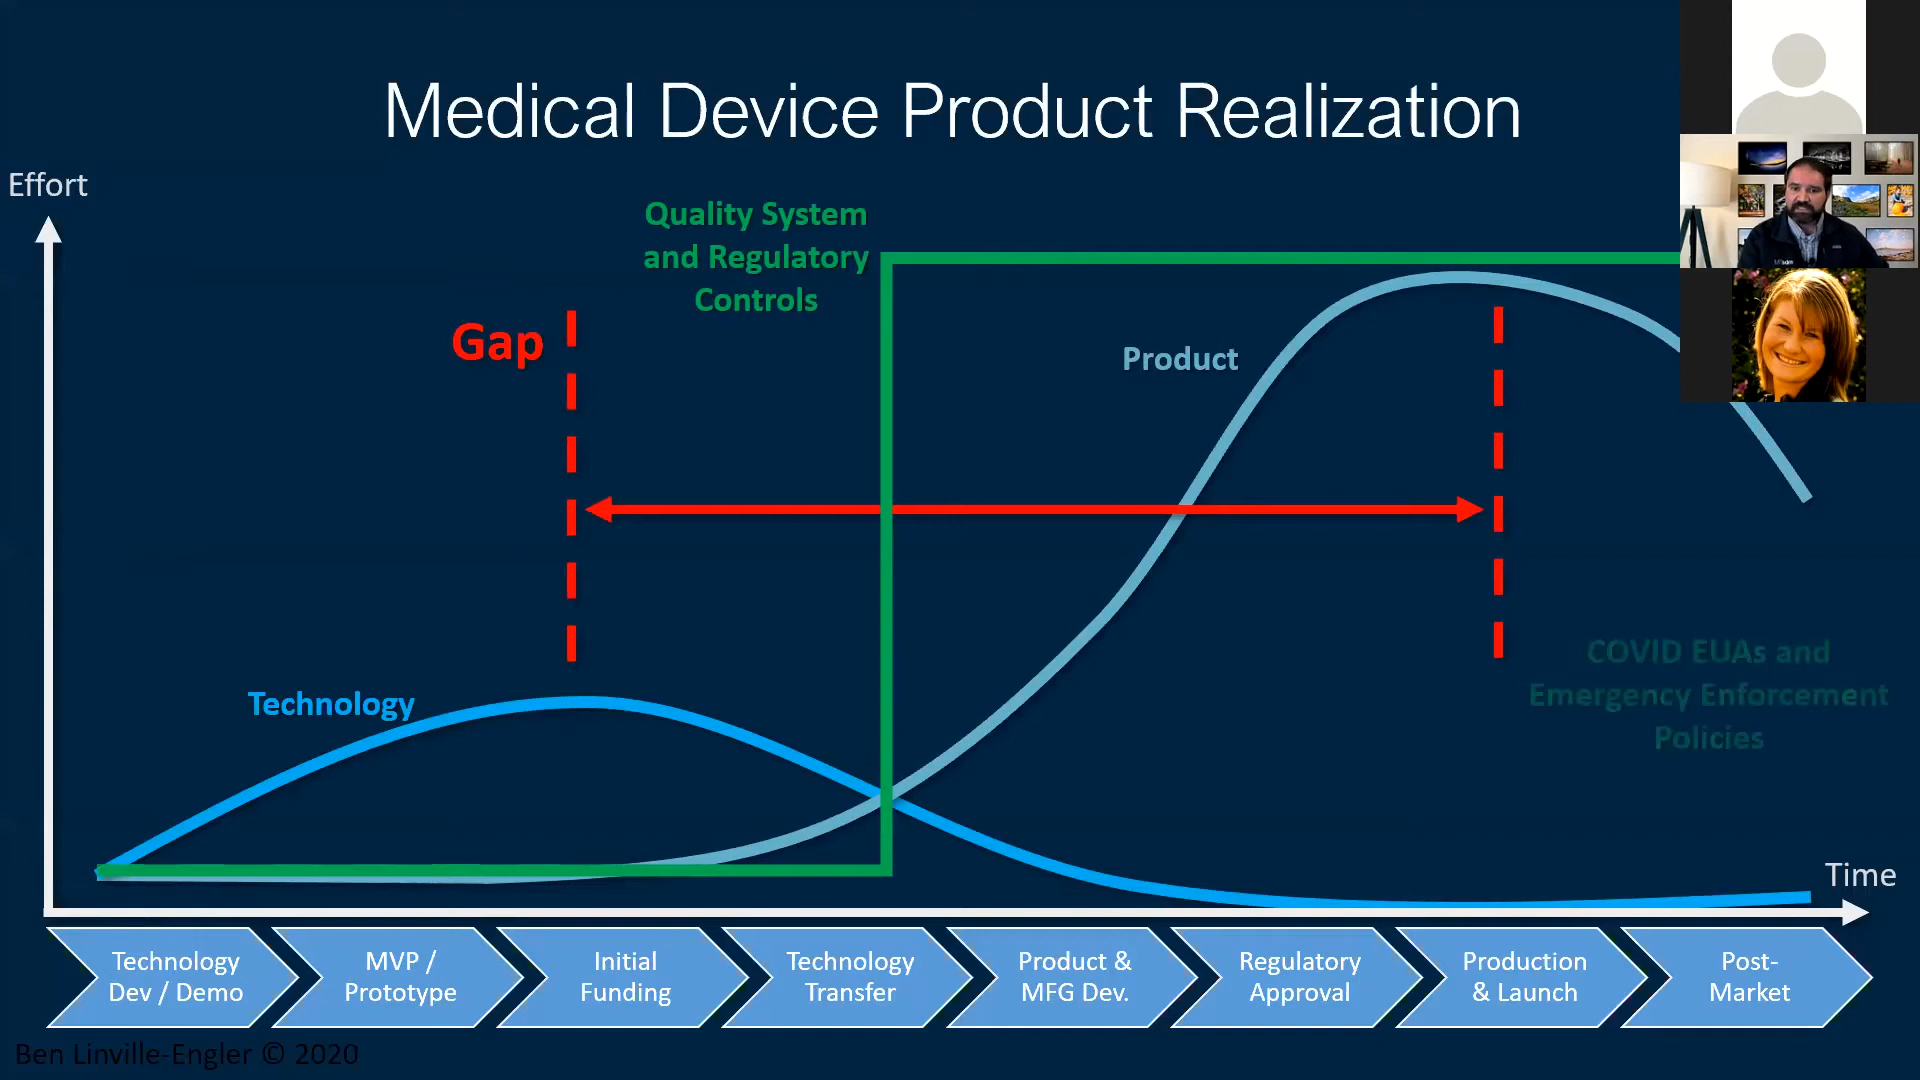 Medical Device Product Realization
Effort
Quality System
and Regulatory
Controls
Gap
Product
Technology
COVID EUAs and
Emergency Enforcement
Policies
Time
Technology
Dev / Demo
MVP /
Prototype
Initial
Funding
Technology
Transfer
Product &
MFG Dev.
Regulatory
Approval
Production
& Launch
Post-
Market
Ben Linville-Engler © 2020